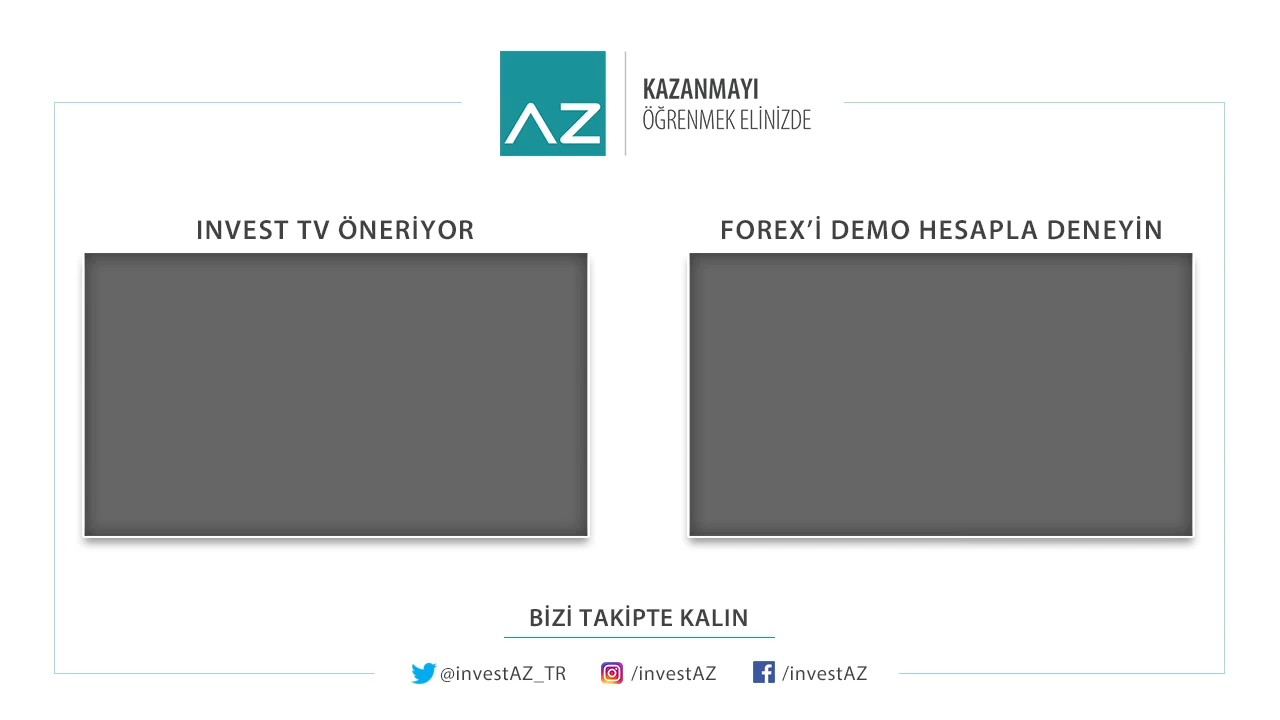 AZ
KAZANMAYI
ÖĞRENMEK ELİNİZDE
INVEST TV ÖNERİYOR
FOREX’İ DEMO HESAPLA DENEYİN
BİZİ TAKİPTE KALIN
@investAZ_TR
/investAZ
/investAZ